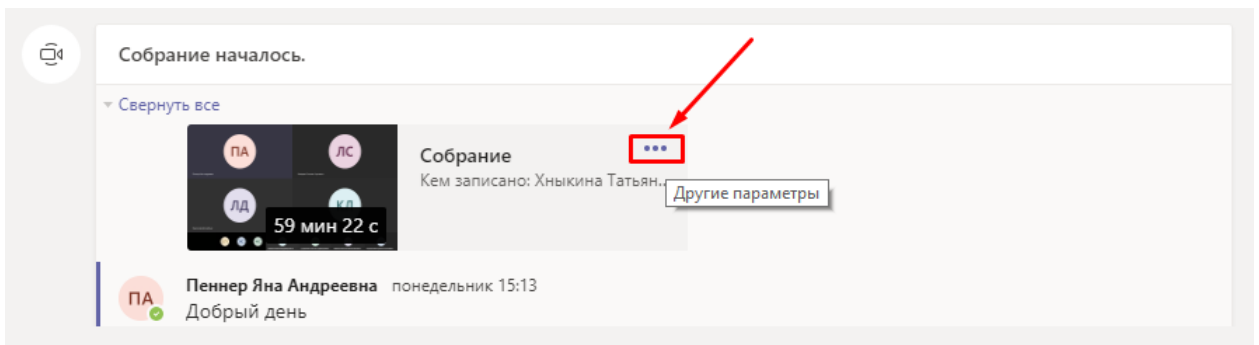 Собрание началось.
Свернуть все
ПА
ЛС
ЛД
КЛ
59 мин 22 с
Собрание
Кем записано: Хныкина Татьян...
Другие параметры
ПА
Пеннер Яна Андреевна понедельник 15:13
Добрый день